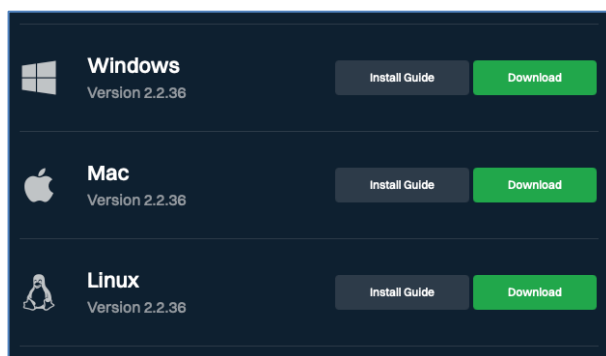 Windows
Version 2.2.36
Install Guide
Download
Mac
Version 2.2.36
Install Guide
Download
Linux
Version 2.2.36
Install Guide
Download